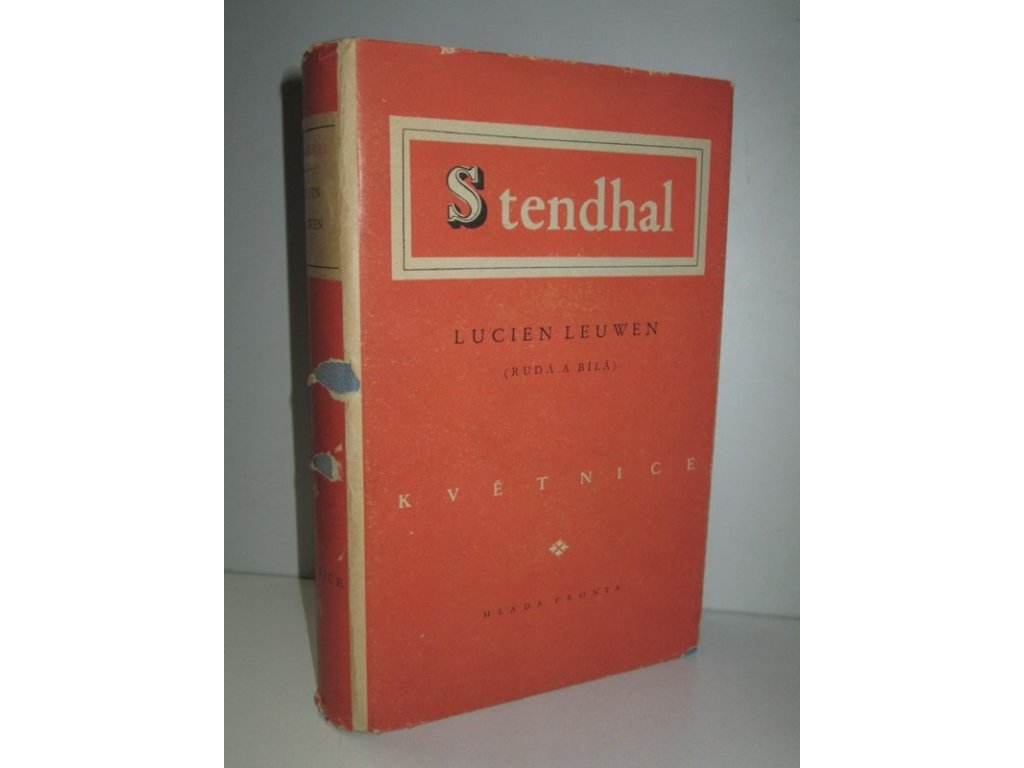 Stendhal
LUCIEN LEUWEN
(RUDÁ A BÍLÁ)
KVĚTNICE
MLADÁ FRONTA